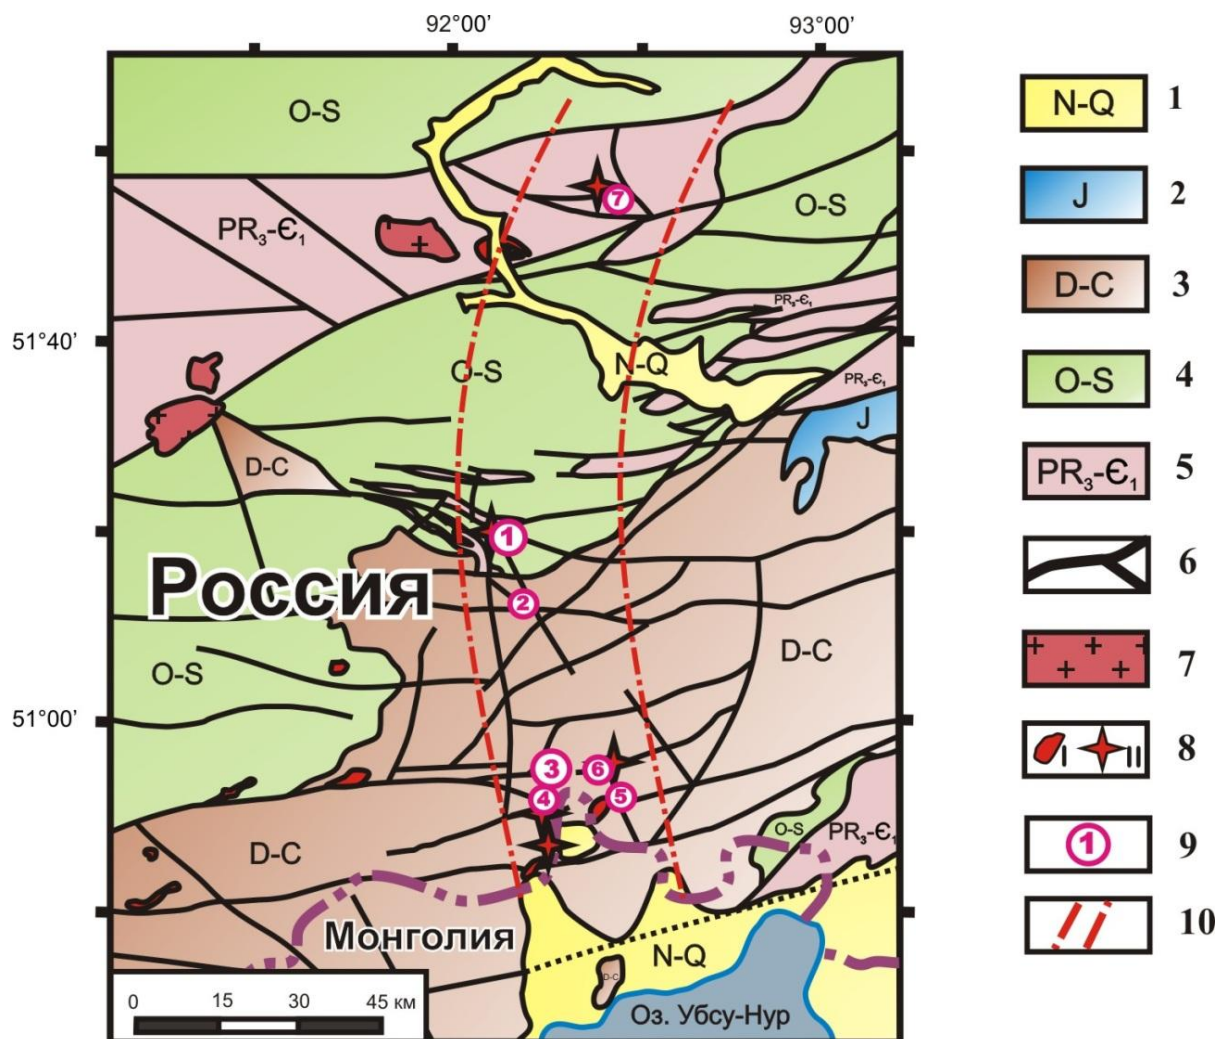 92°00’ 93°00’
O-S
N-Q 1
J 2
7
O-S
PR₃-Є₁
D-C 3
PR₃-Є₁
51°40’
N-Q
O-S
O-S 4
PR₃-Є₁
J
D-C
PR₃-Є₁ 5
1
6
Россия
2
D-C
O-S
7
51°00’
3 6
8 I II
4 5
O-S PR₃-Є₁
D-C
1 9
Монголия
N-Q
10
D-C
0 15 30 45 км
Оз. Убсу-Нур